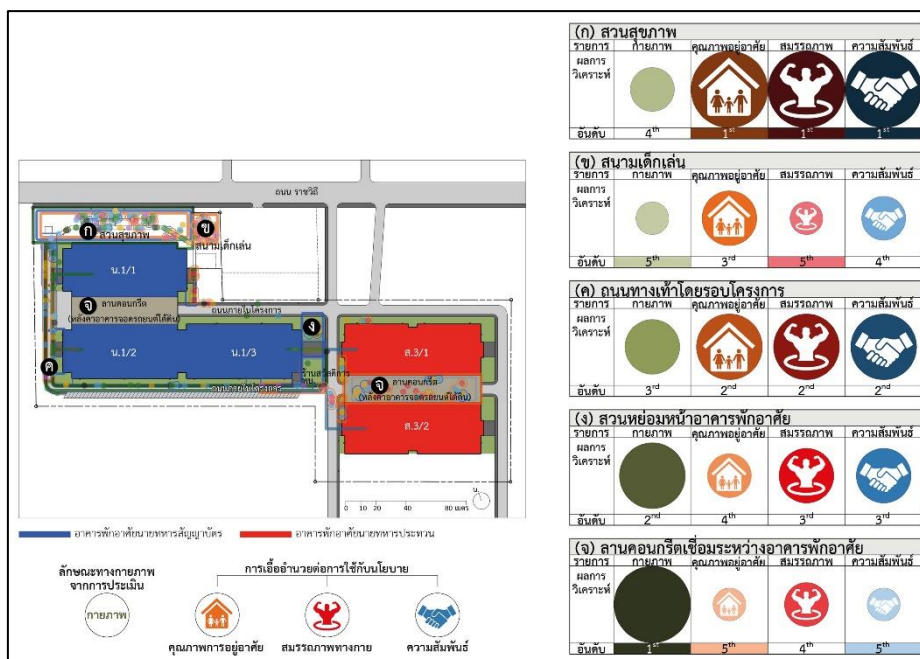 (ก) สวนสุขภาพ
รายการ กายภาพ คุณภาพอยู่อาศัย สมรรถภาพ ความสัมพันธ์
ผลการ
วิเคราะห์
อันดับ 4th 1st 1st 1st
(ข) สนามเด็กเล่น
รายการ กายภาพ คุณภาพอยู่อาศัย สมรรถภาพ ความสัมพันธ์
ผลการ
วิเคราะห์
อันดับ 5th 3rd 5th 4th
(ค) ถนนทางเท้าโดยรอบโครงการ
รายการ กายภาพ คุณภาพอยู่อาศัย สมรรถภาพ ความสัมพันธ์
ผลการ
วิเคราะห์
อันดับ 3rd 2nd 2nd 2nd
(ง) สวนหย่อมหน้าอาคารพักอาศัย
รายการ กายภาพ คุณภาพอยู่อาศัย สมรรถภาพ ความสัมพันธ์
ผลการ
วิเคราะห์
อันดับ 2nd 4th 3rd 3rd
(จ) ลานคอนกรีตเชื่อมระหว่างอาคารพักอาศัย
รายการ กายภาพ คุณภาพอยู่อาศัย สมรรถภาพ ความสัมพันธ์
ผลการ
วิเคราะห์
อันดับ 1st 5th 4th 5th
ถนน ราชวิถี
ก
สวนสุขภาพ
ข
สนามเด็กเล่น
น.1/1
จ ลานคอนกรีต
(หลังคาอาคารจอดรถยนต์ใต้ดิน)
ถนนภายในโครงการ
ง
น.1/2
น.1/3
ค
ร้านสวัสดิการ
ถนนภายในโครงการ
ส.3/1
จ ลานคอนกรีต
(หลังคาอาคารจอดรถยนต์ใต้ดิน)
ส.3/2
น.
0 10 20 40 80 เมตร
อาคารพักอาศัยนายทหารสัญญาบัตร
อาคารพักอาศัยนายทหารประทวน
ลักษณะทางกายภาพ
จากการประเมิน
กายภาพ
การเอื้ออำนวยต่อการใช้กับนโยบาย
คุณภาพการอยู่อาศัย
สมรรถภาพทางกาย
ความสัมพันธ์